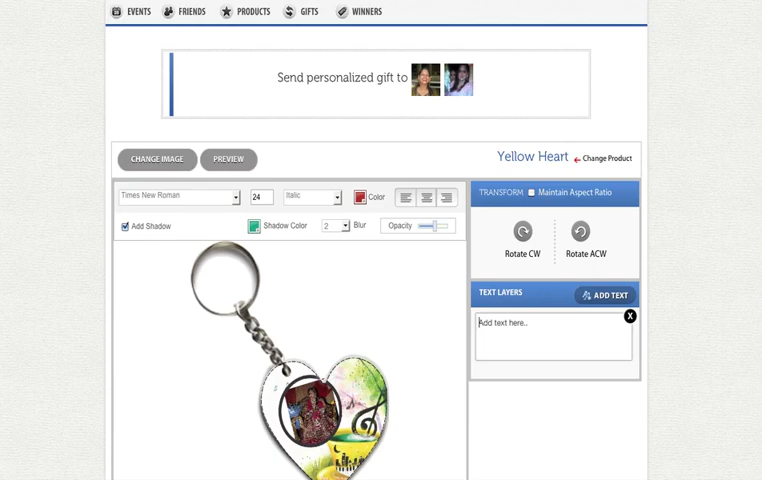 EVENTS FRIENDS PRODUCTS GIFTS WINNERS
Send personalized gift to
CHANGE IMAGE PREVIEW Yellow Heart Change Product
Times New Roman 24 Italic Color
Add Shadow Shadow Color 2 Blur Opacity
TRANSFORM Maintain Aspect Ratio
Rotate CW Rotate ACW
TEXT LAYERS ADD TEXT
X
Add text here..